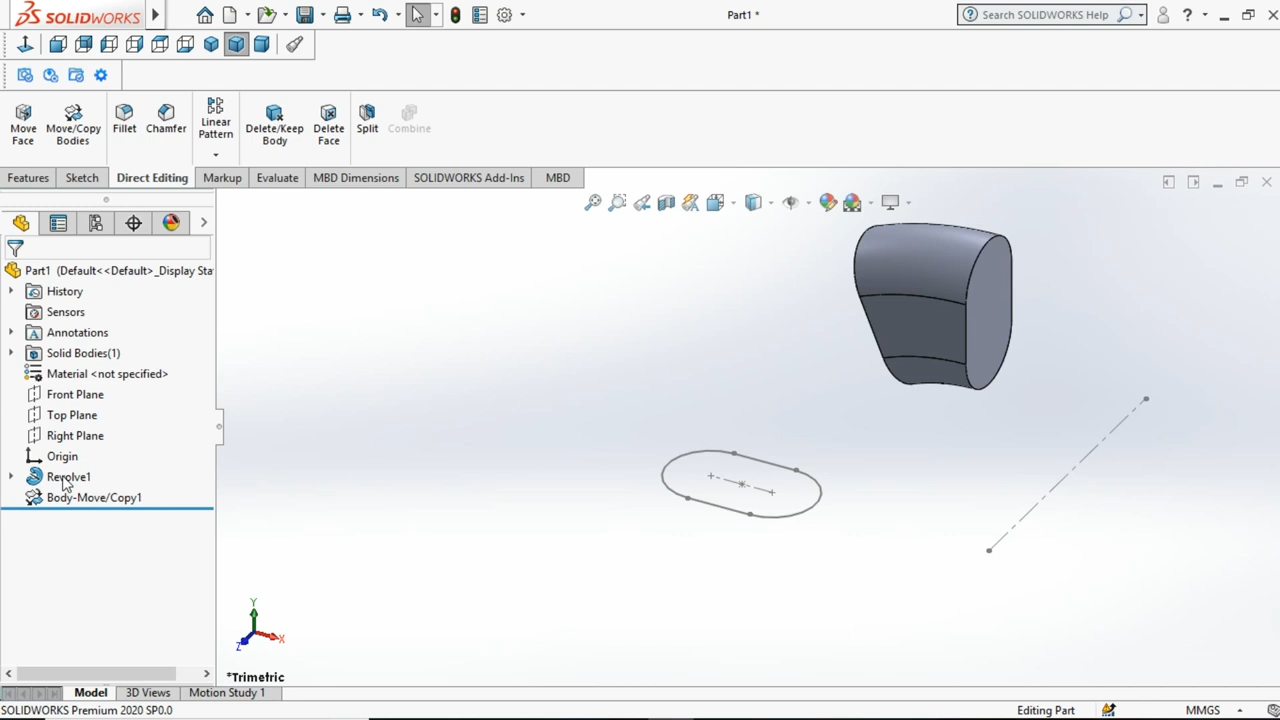 SOLIDWORKS
Part1 *
Search SOLIDWORKS Help
?
Move Face
Move/Copy Bodies
Fillet
Chamfer
Linear Pattern
Delete/Keep Body
Delete Face
Split
Combine
Features
Sketch
Direct Editing
Markup
Evaluate
MBD Dimensions
SOLIDWORKS Add-Ins
MBD
Part1 (Default<<Default>_Display Sta
History
Sensors
Annotations
Solid Bodies(1)
Material <not specified>
Front Plane
Top Plane
Right Plane
Origin
Revolve1
Body-Move/Copy1
Y
X
Z
*Trimetric
Model
3D Views
Motion Study 1
SOLIDWORKS Premium 2020 SP0.0
Editing Part
MMGS